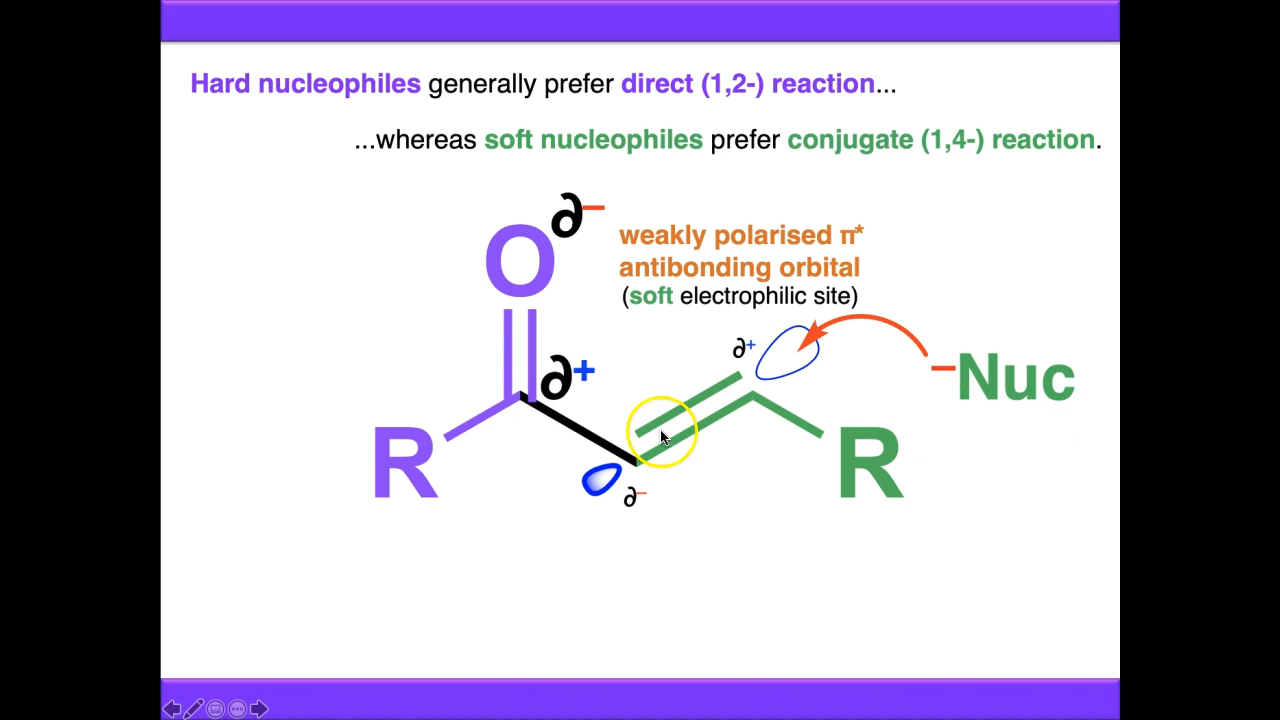 Hard nucleophiles generally prefer direct (1,2-) reaction...
...whereas soft nucleophiles prefer conjugate (1,4-) reaction.
∂−
O
weakly polarised π*
antibonding orbital
(soft electrophilic site)
∂+
∂+
−Nuc
R
R
∂−